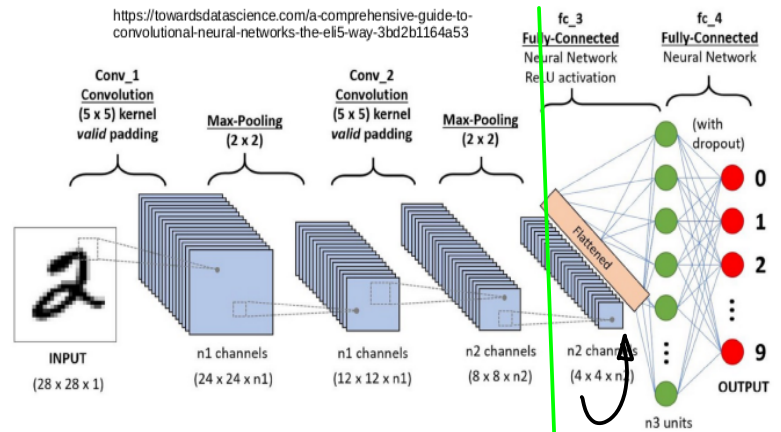 https://towardsdatascience.com/a-comprehensive-guide-to-
convolutional-neural-networks-the-eli5-way-3bd2b1164a53
fc_3
Fully-Connected
Neural Network
ReLU activation
fc_4
Fully-Connected
Neural Network
Conv_1
Convolution
(5 x 5) kernel
valid padding
Max-Pooling
(2 x 2)
Conv_2
Convolution
(5 x 5) kernel
valid padding
Max-Pooling
(2 x 2)
(with
dropout)
0
1
2
9
2
Flattened
INPUT
(28 x 28 x 1)
n1 channels
(24 x 24 x n1)
n1 channels
(12 x 12 x n1)
n2 channels
(8 x 8 x n2)
n2 channels
(4 x 4 x n2)
n3 units
OUTPUT